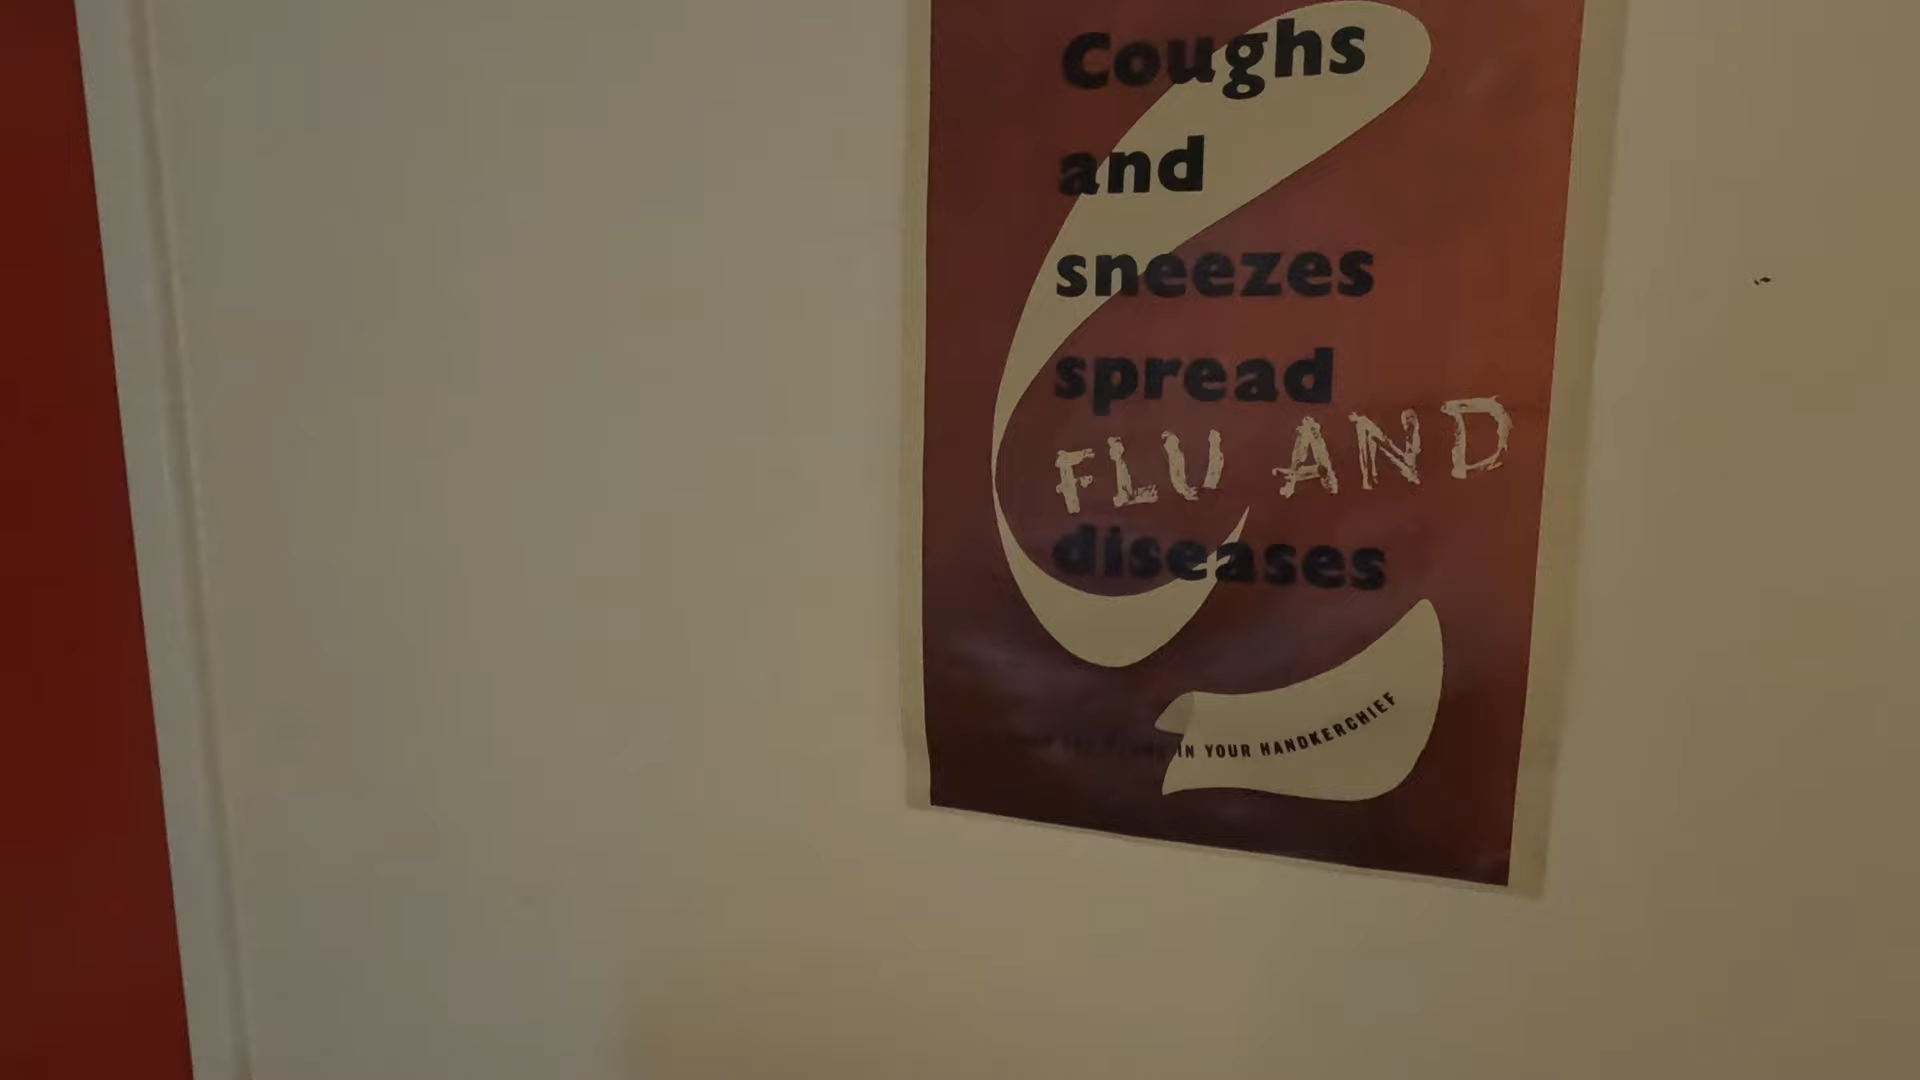 Coughs
and
sneezes
spread
FLU AND
diseases
IN YOUR HANDKERCHIEF